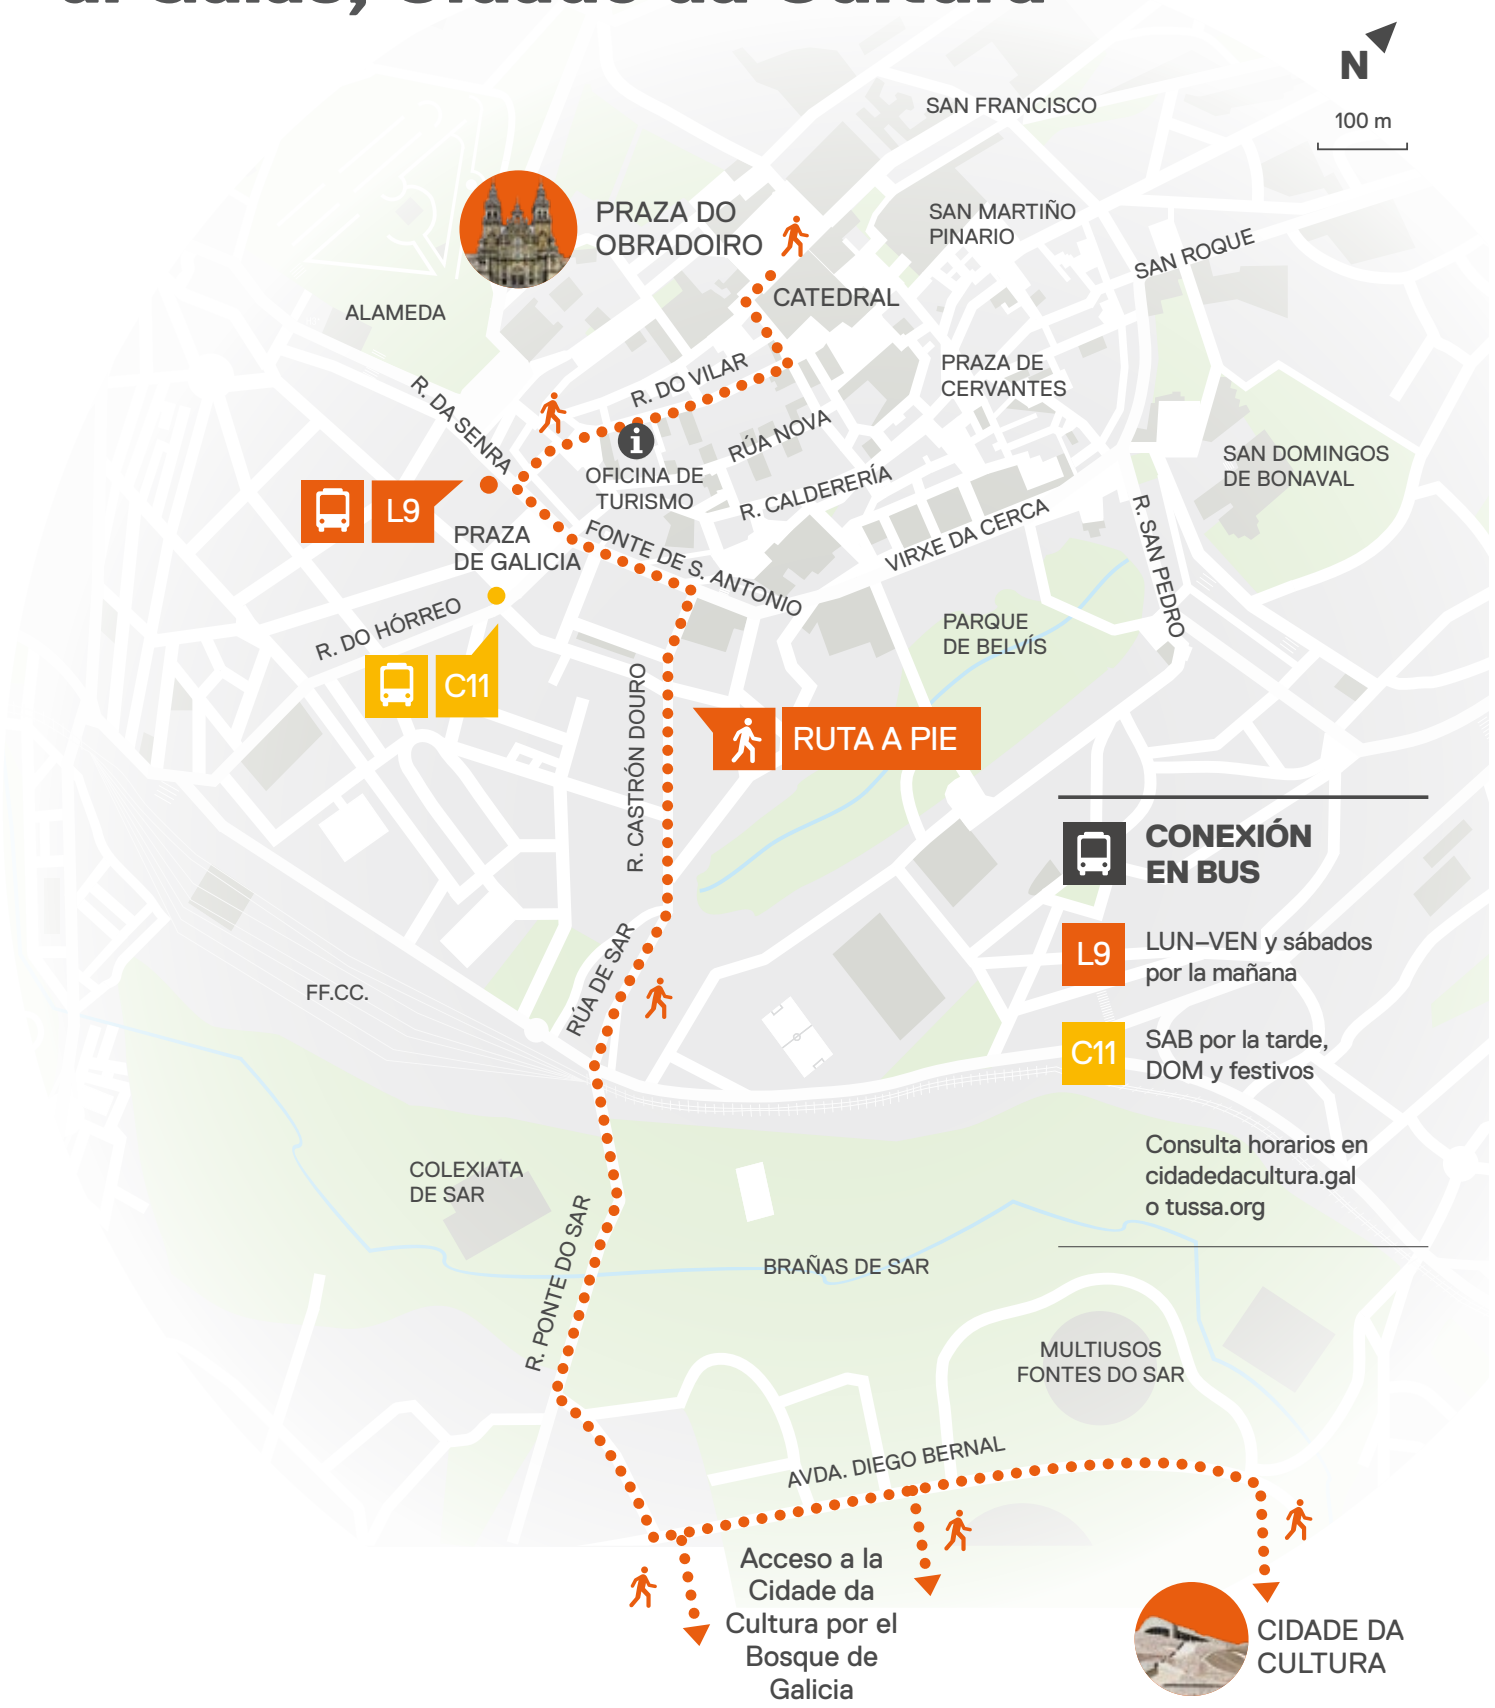 al Gaiás, Cidade da Cultura
N
100 m
SAN FRANCISCO
PRAZA DO
OBRADOIRO
SAN MARTIÑO
PINARIO
SAN ROQUE
CATEDRAL
ALAMEDA
R. DO VILAR
PRAZA DE
CERVANTES
R. DA SENRA
RÚA NOVA
i
OFICINA DE
TURISMO
R. CALDERERÍA
SAN DOMINGOS
DE BONAVAL
L9
PRAZA
DE GALICIA
FONTE DE S. ANTONIO
VIRXE DA CERCA
R. SAN PEDRO
R. DO HÓRREO
C11
PARQUE
DE BELVÍS
R. CASTRÓN DOURO
RUTA A PIE
CONEXIÓN
EN BUS
L9
LUN–VEN y sábados
por la mañana
C11
SAB por la tarde,
DOM y festivos
Consulta horarios en
cidadedacultura.gal
o tussa.org
RÚA DE SAR
FF.CC.
COLEXIATA
DE SAR
R. PONTE DO SAR
BRAÑAS DE SAR
MULTIUSOS
FONTES DO SAR
AVDA. DIEGO BERNAL
Acceso a la
Cidade da
Cultura por el
Bosque de
Galicia
CIDADE DA
CULTURA